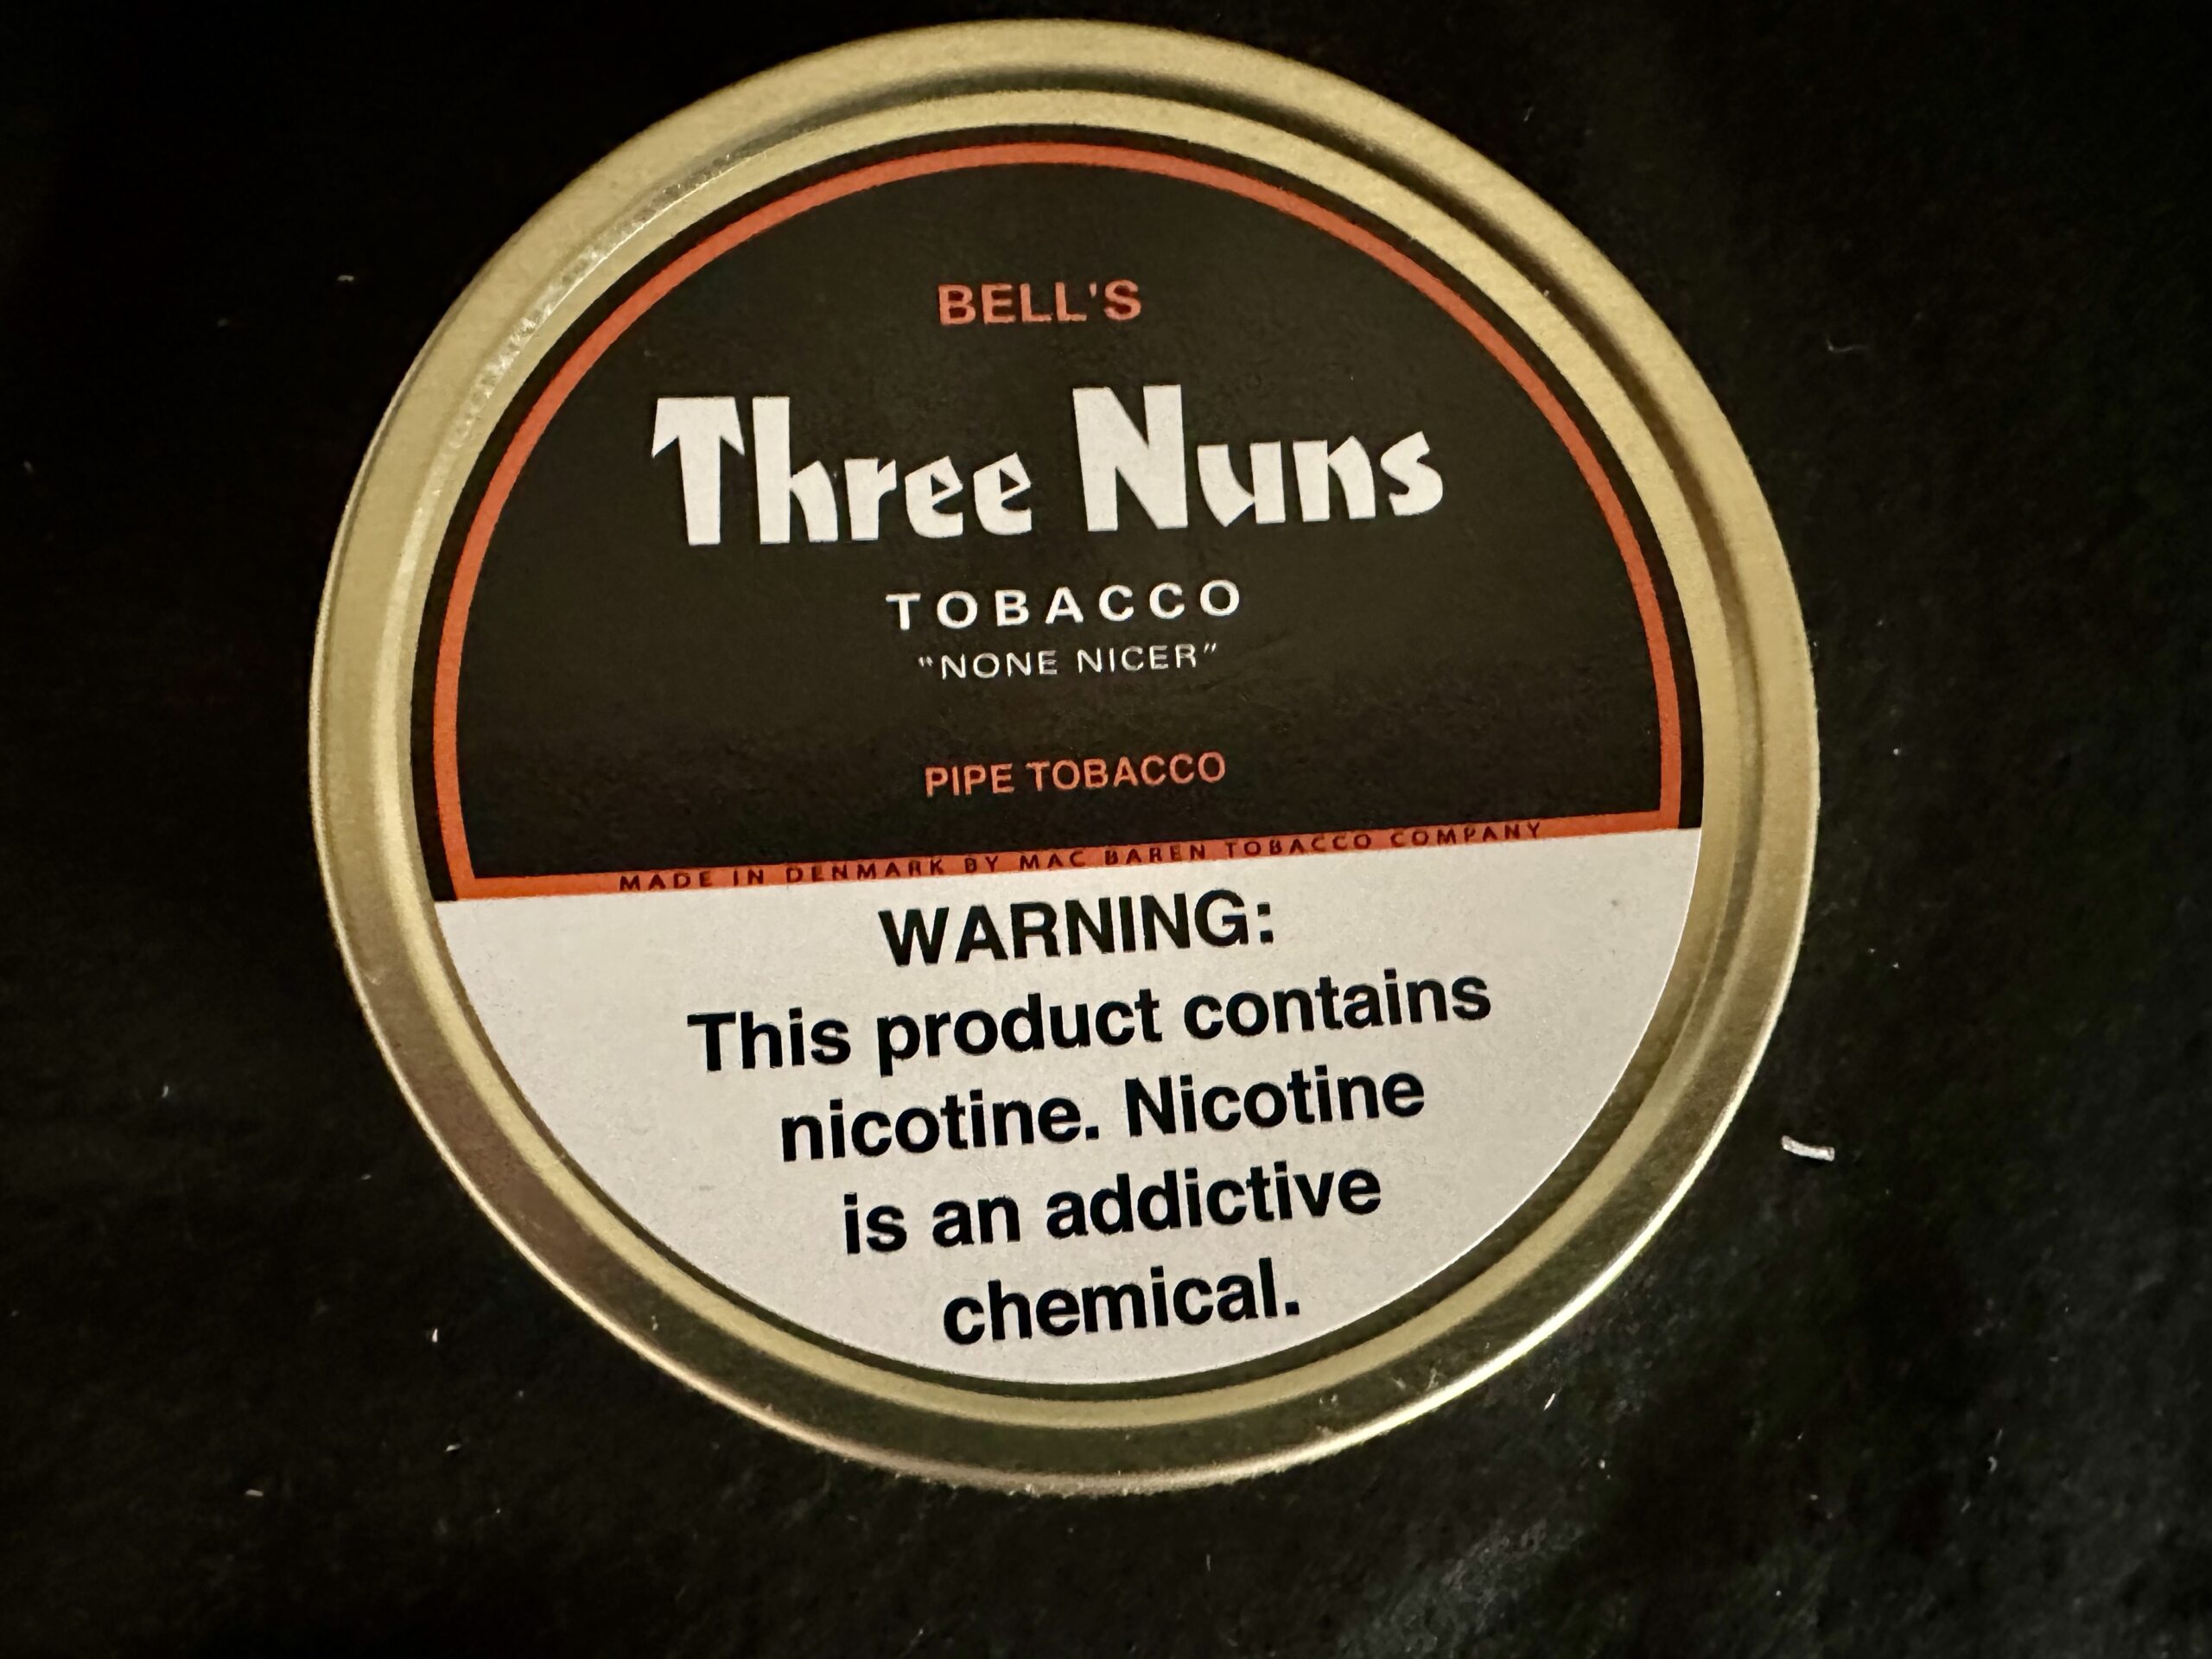 BELL'S
Three Nuns
TOBACCO
"NONE NICER"
PIPE TOBACCO
MADE IN DENMARK BY MAC BAREN TOBACCO COMPANY
WARNING:
This product contains
nicotine. Nicotine
is an addictive
chemical.